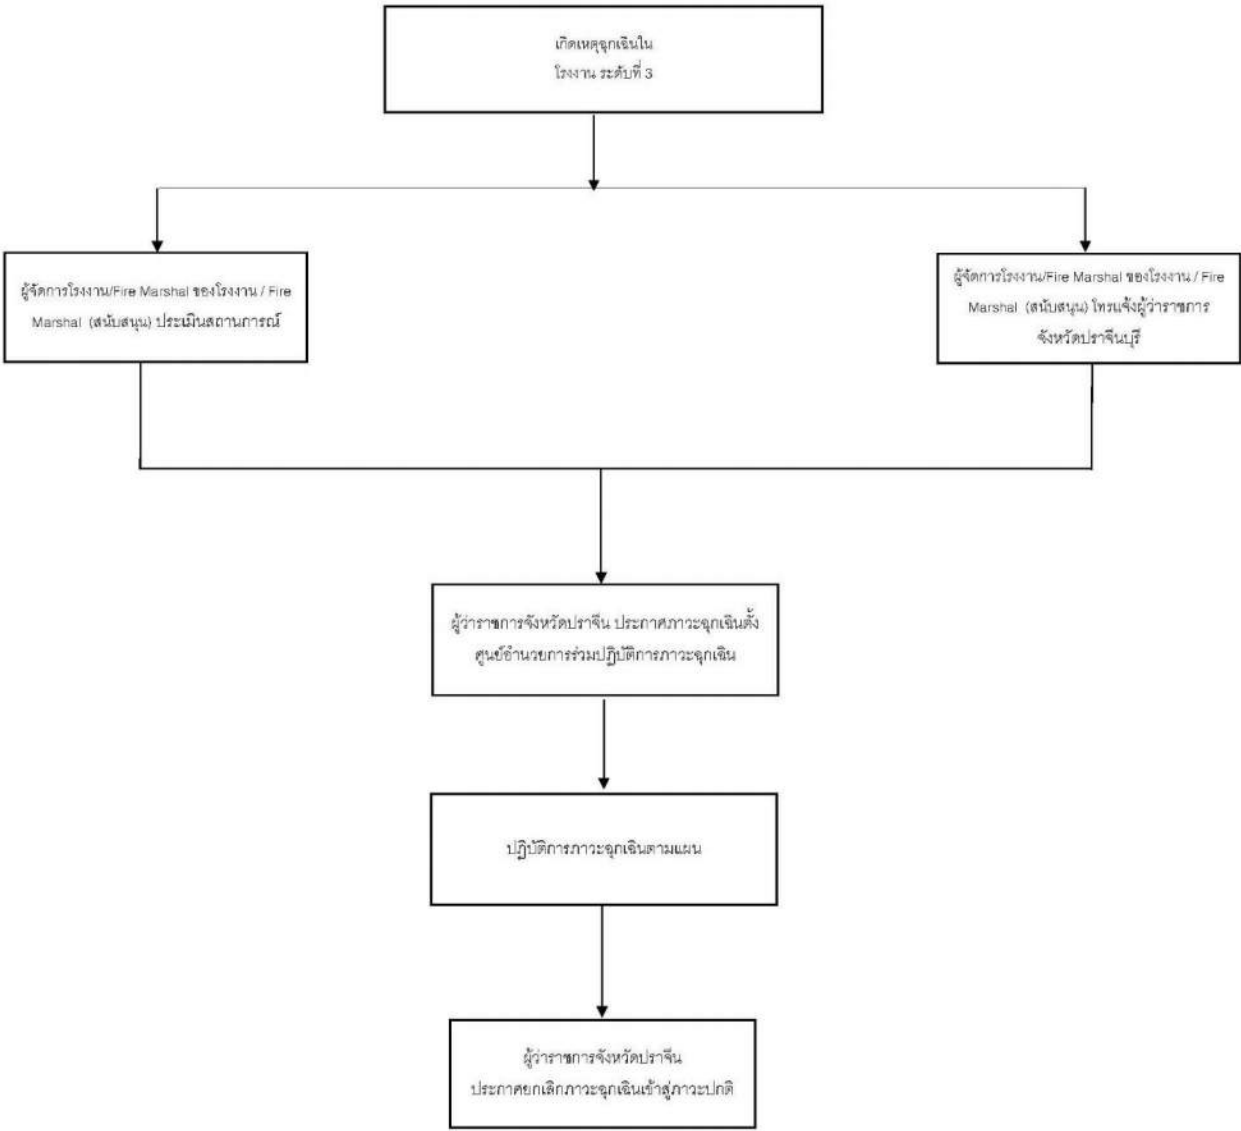 เกิดเหตุฉุกเฉินใน
โรงงาน ระดับที่ 3
ผู้จัดการโรงงาน/Fire Marshal ของโรงงาน / Fire
Marshal (สนับสนุน) ประเมินสถานการณ์
ผู้จัดการโรงงาน/Fire Marshal ของโรงงาน / Fire
Marshal (สนับสนุน) โทรแจ้งผู้ว่าราชการ
จังหวัดปราจีนบุรี
ผู้ว่าราชการจังหวัดปราจีน ประกาศภาวะฉุกเฉินตั้ง
ศูนย์อำนวยการร่วมปฏิบัติการภาวะฉุกเฉิน
ปฏิบัติการภาวะฉุกเฉินตามแผน
ผู้ว่าราชการจังหวัดปราจีน
ประกาศยกเลิกภาวะฉุกเฉินเข้าสู่ภาวะปกติ